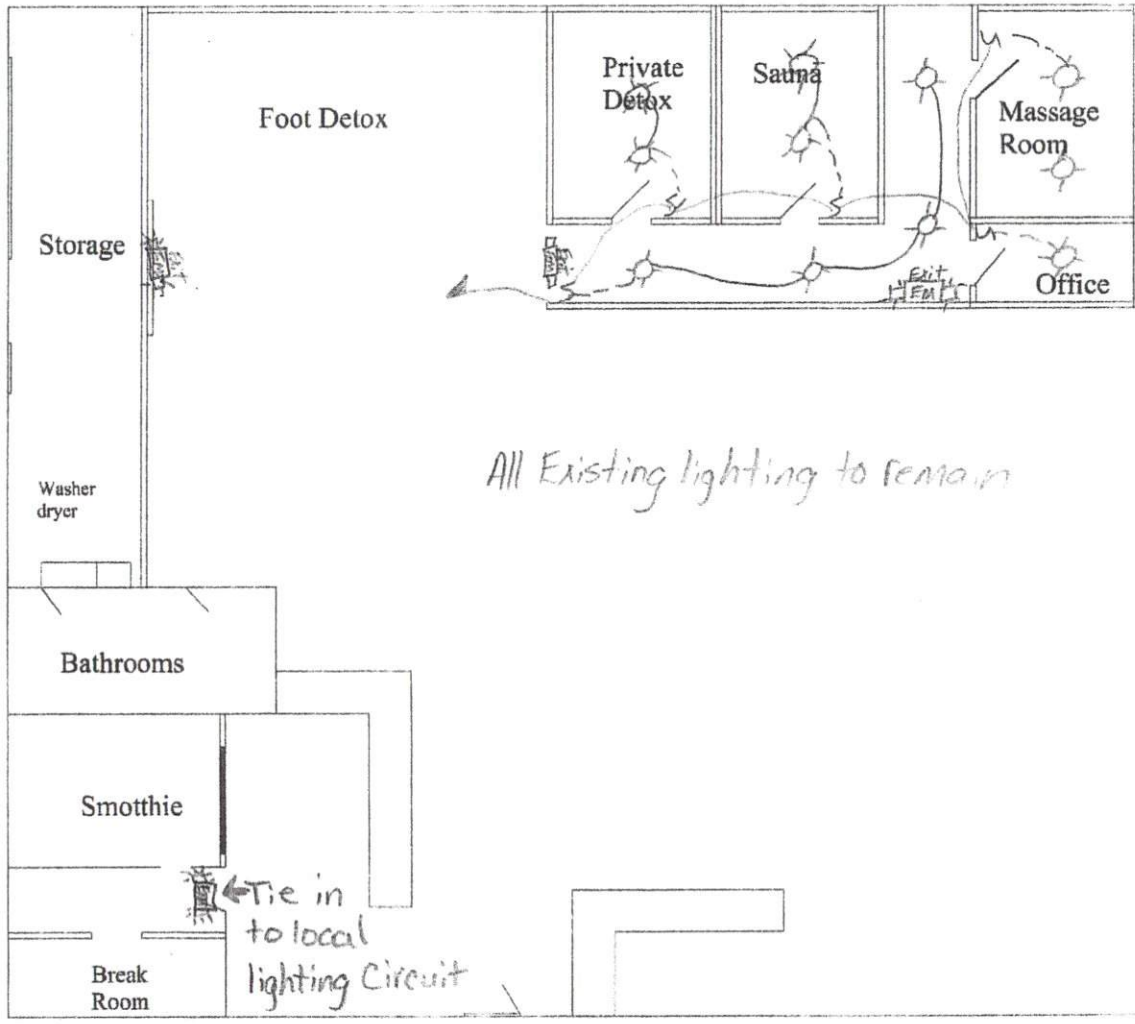 Private
Detox
Sauna
Foot Detox
Massage
Room
Storage
Exit
EM
Office
All Existing lighting to remain
Washer
dryer
Bathrooms
Smotthie
Tie in
to local
lighting Circuit
Break
Room